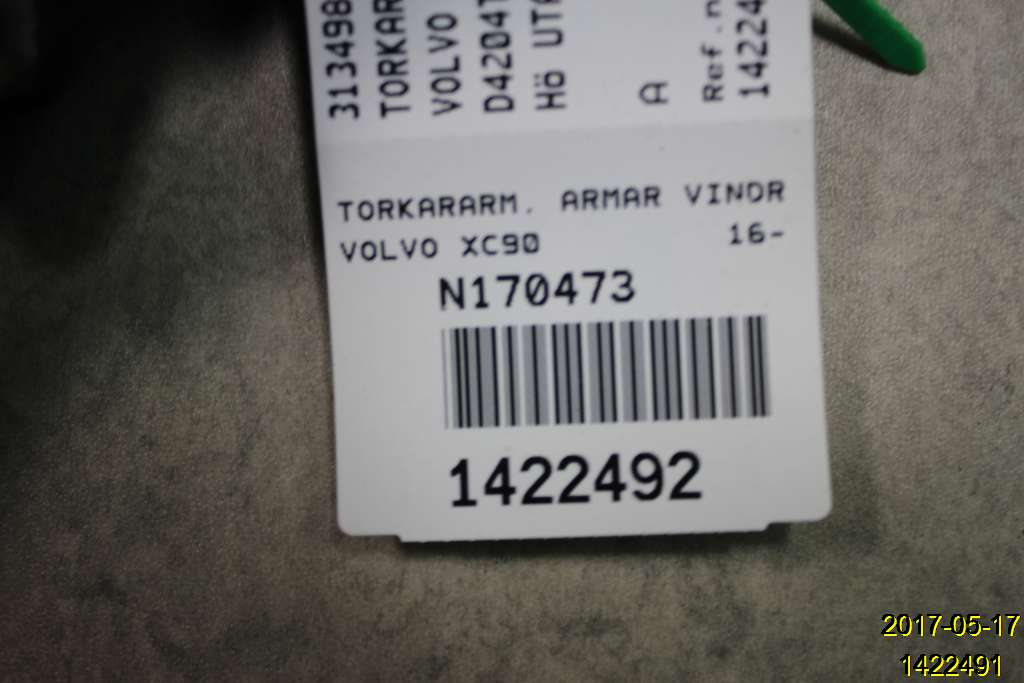 313498
TORKAR
VOLVO
D4204T
Hö UTA
A
Ref.n
14224
TORKARARM. ARMAR VINDR
VOLVO XC90 16-
N170473
1422492
2017-05-17
1422491